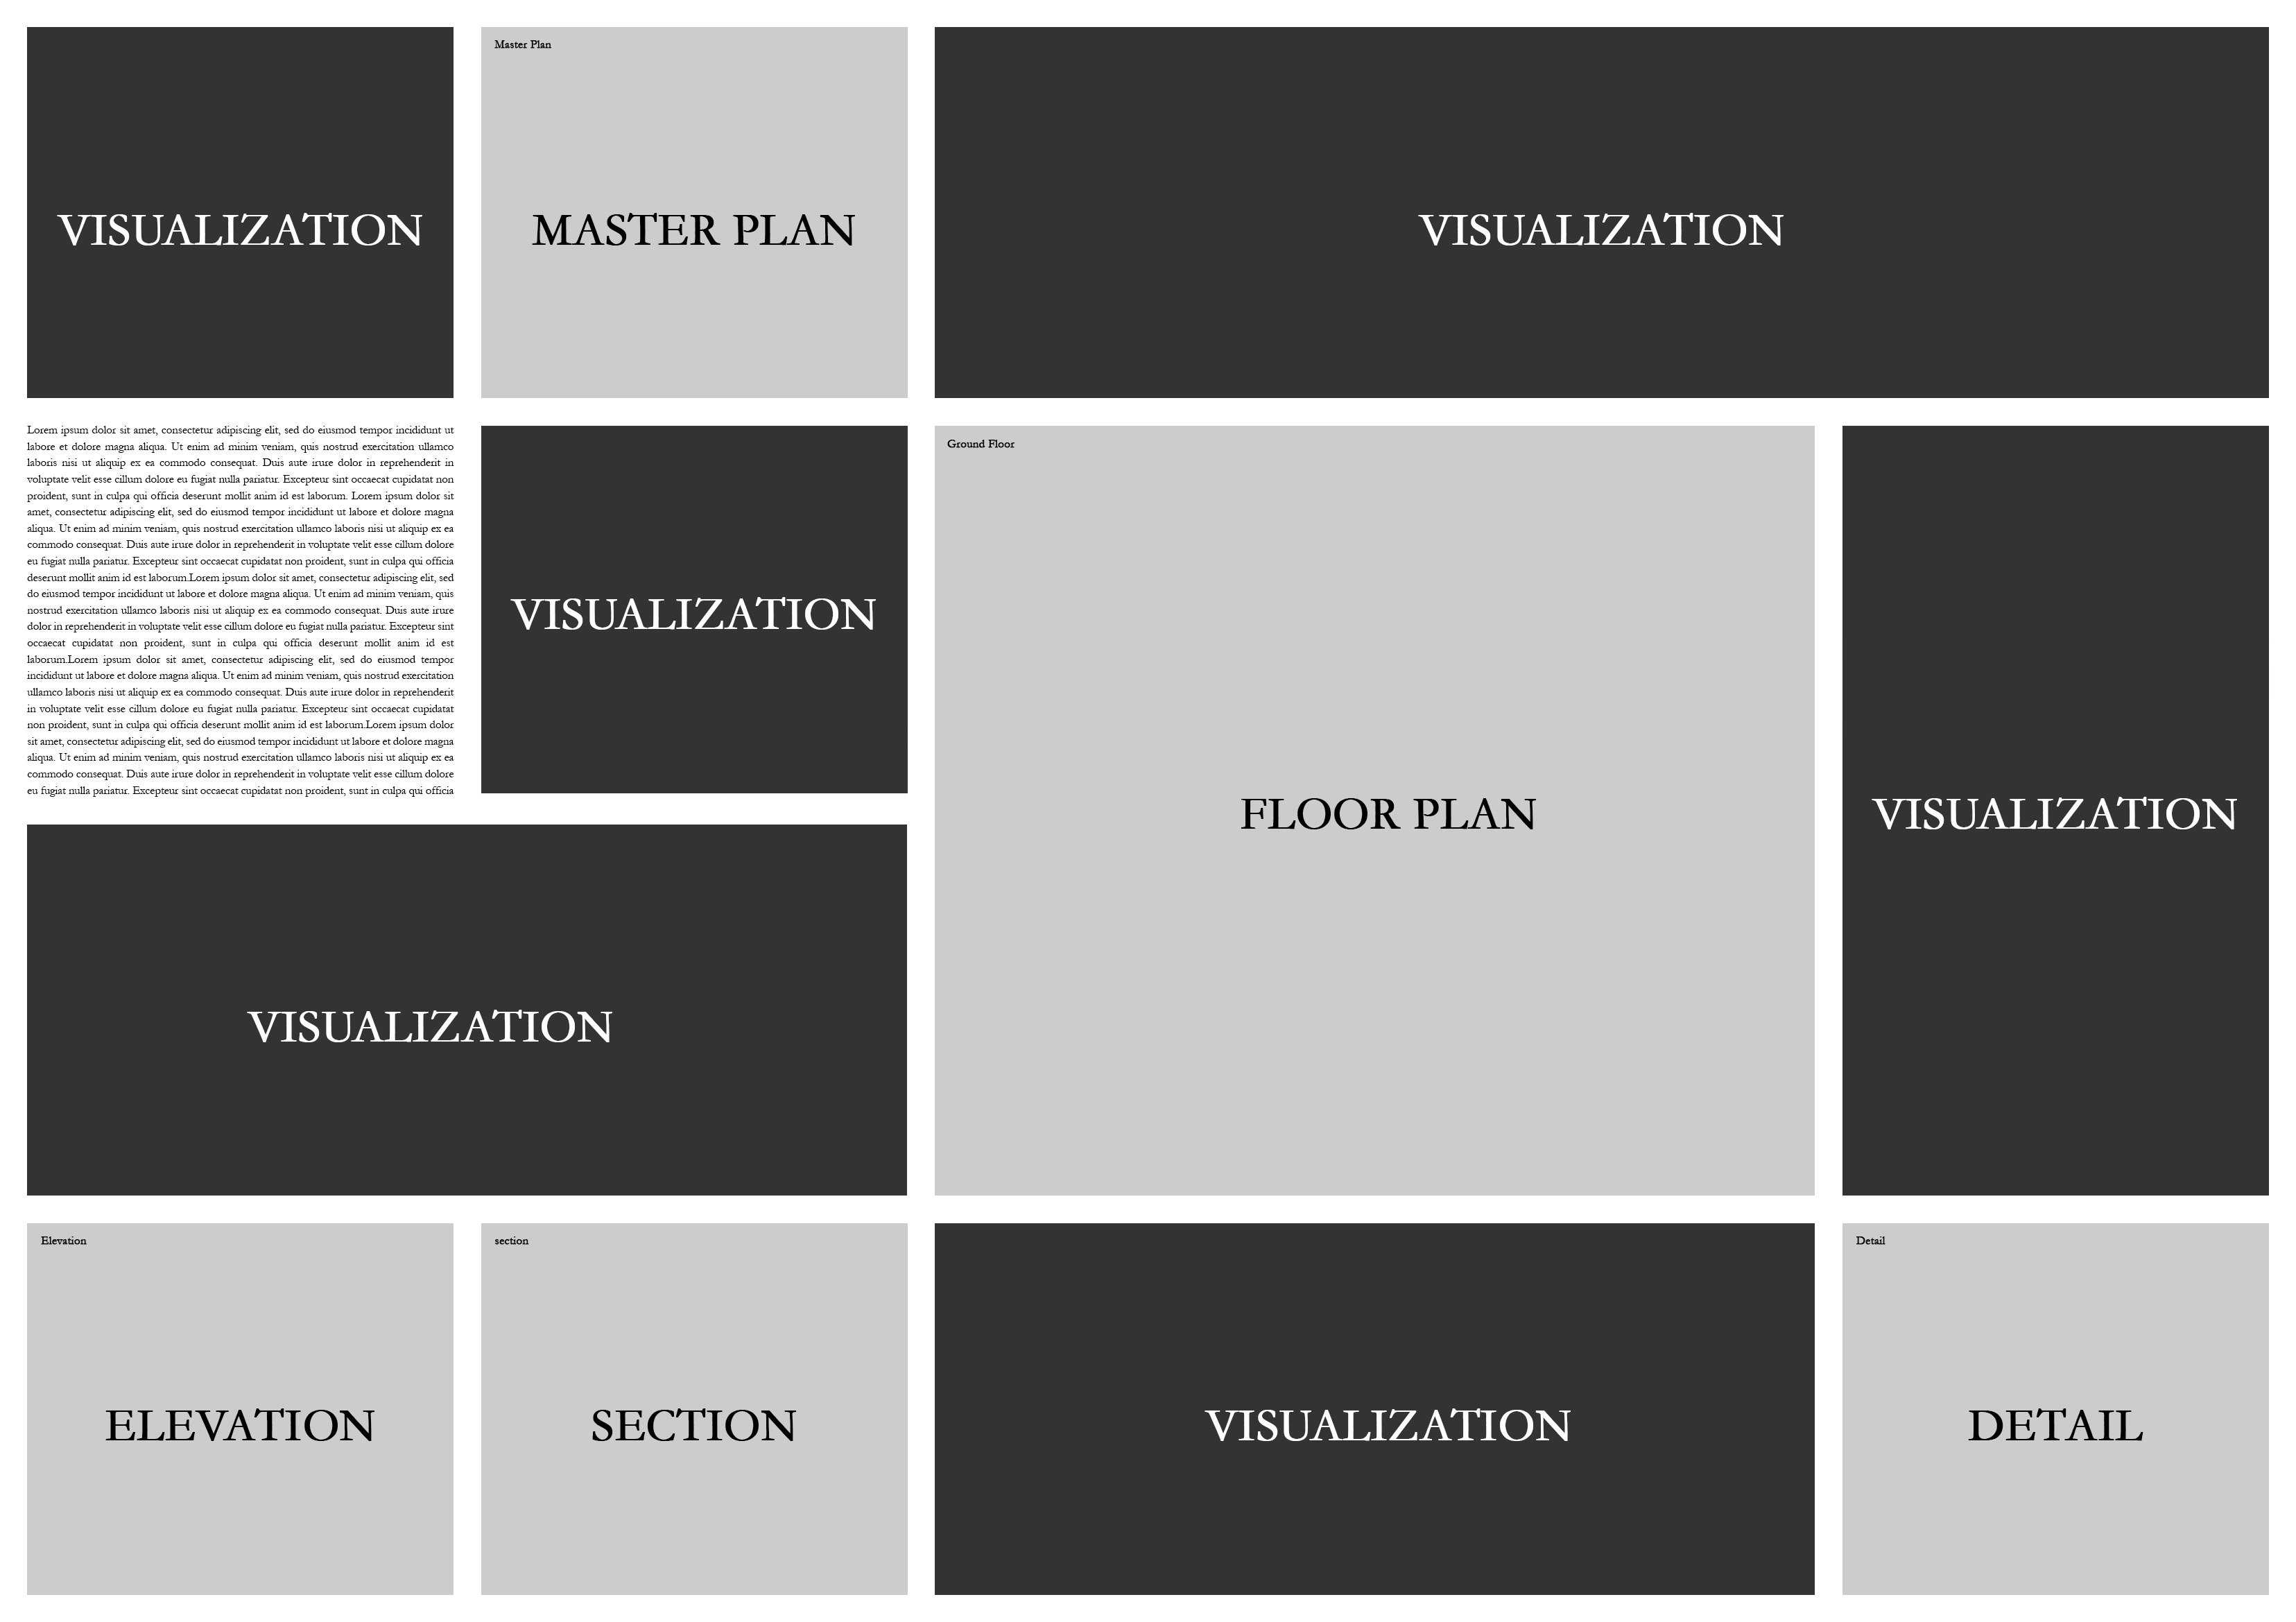 VISUALIZATION
Master Plan
MASTER PLAN
VISUALIZATION
Lorem ipsum dolor sit amet, consectetur adipiscing elit, sed do eiusmod tempor incididunt ut
labore et dolore magna aliqua. Ut enim ad minim veniam, quis nostrud exercitation ullamco
laboris nisi ut aliquip ex ea commodo consequat. Duis aute irure dolor in reprehenderit in
voluptate velit esse cillum dolore eu fugiat nulla pariatur. Excepteur sint occaecat cupidatat non
proident, sunt in culpa qui officia deserunt mollit anim id est laborum. Lorem ipsum dolor sit
amet, consectetur adipiscing elit, sed do eiusmod tempor incididunt ut labore et dolore magna
aliqua. Ut enim ad minim veniam, quis nostrud exercitation ullamco laboris nisi ut aliquip ex ea
commodo consequat. Duis aute irure dolor in reprehenderit in voluptate velit esse cillum dolore
eu fugiat nulla pariatur. Excepteur sint occaecat cupidatat non proident, sunt in culpa qui officia
deserunt mollit anim id est laborum.Lorem ipsum dolor sit amet, consectetur adipiscing elit, sed
do eiusmod tempor incididunt ut labore et dolore magna aliqua. Ut enim ad minim veniam, quis
nostrud exercitation ullamco laboris nisi ut aliquip ex ea commodo consequat. Duis aute irure
dolor in reprehenderit in voluptate velit esse cillum dolore eu fugiat nulla pariatur. Excepteur sint
occaecat cupidatat non proident, sunt in culpa qui officia deserunt mollit anim id est
laborum.Lorem ipsum dolor sit amet, consectetur adipiscing elit, sed do eiusmod tempor
incididunt ut labore et dolore magna aliqua. Ut enim ad minim veniam, quis nostrud exercitation
ullamco laboris nisi ut aliquip ex ea commodo consequat. Duis aute irure dolor in reprehenderit
in voluptate velit esse cillum dolore eu fugiat nulla pariatur. Excepteur sint occaecat cupidatat
non proident, sunt in culpa qui officia deserunt mollit anim id est laborum.Lorem ipsum dolor
sit amet, consectetur adipiscing elit, sed do eiusmod tempor incididunt ut labore et dolore magna
aliqua. Ut enim ad minim veniam, quis nostrud exercitation ullamco laboris nisi ut aliquip ex ea
commodo consequat. Duis aute irure dolor in reprehenderit in voluptate velit esse cillum dolore
eu fugiat nulla pariatur. Excepteur sint occaecat cupidatat non proident, sunt in culpa qui officia
VISUALIZATION
Ground Floor
FLOOR PLAN
VISUALIZATION
VISUALIZATION
Elevation
ELEVATION
section
SECTION
VISUALIZATION
Detail
DETAIL